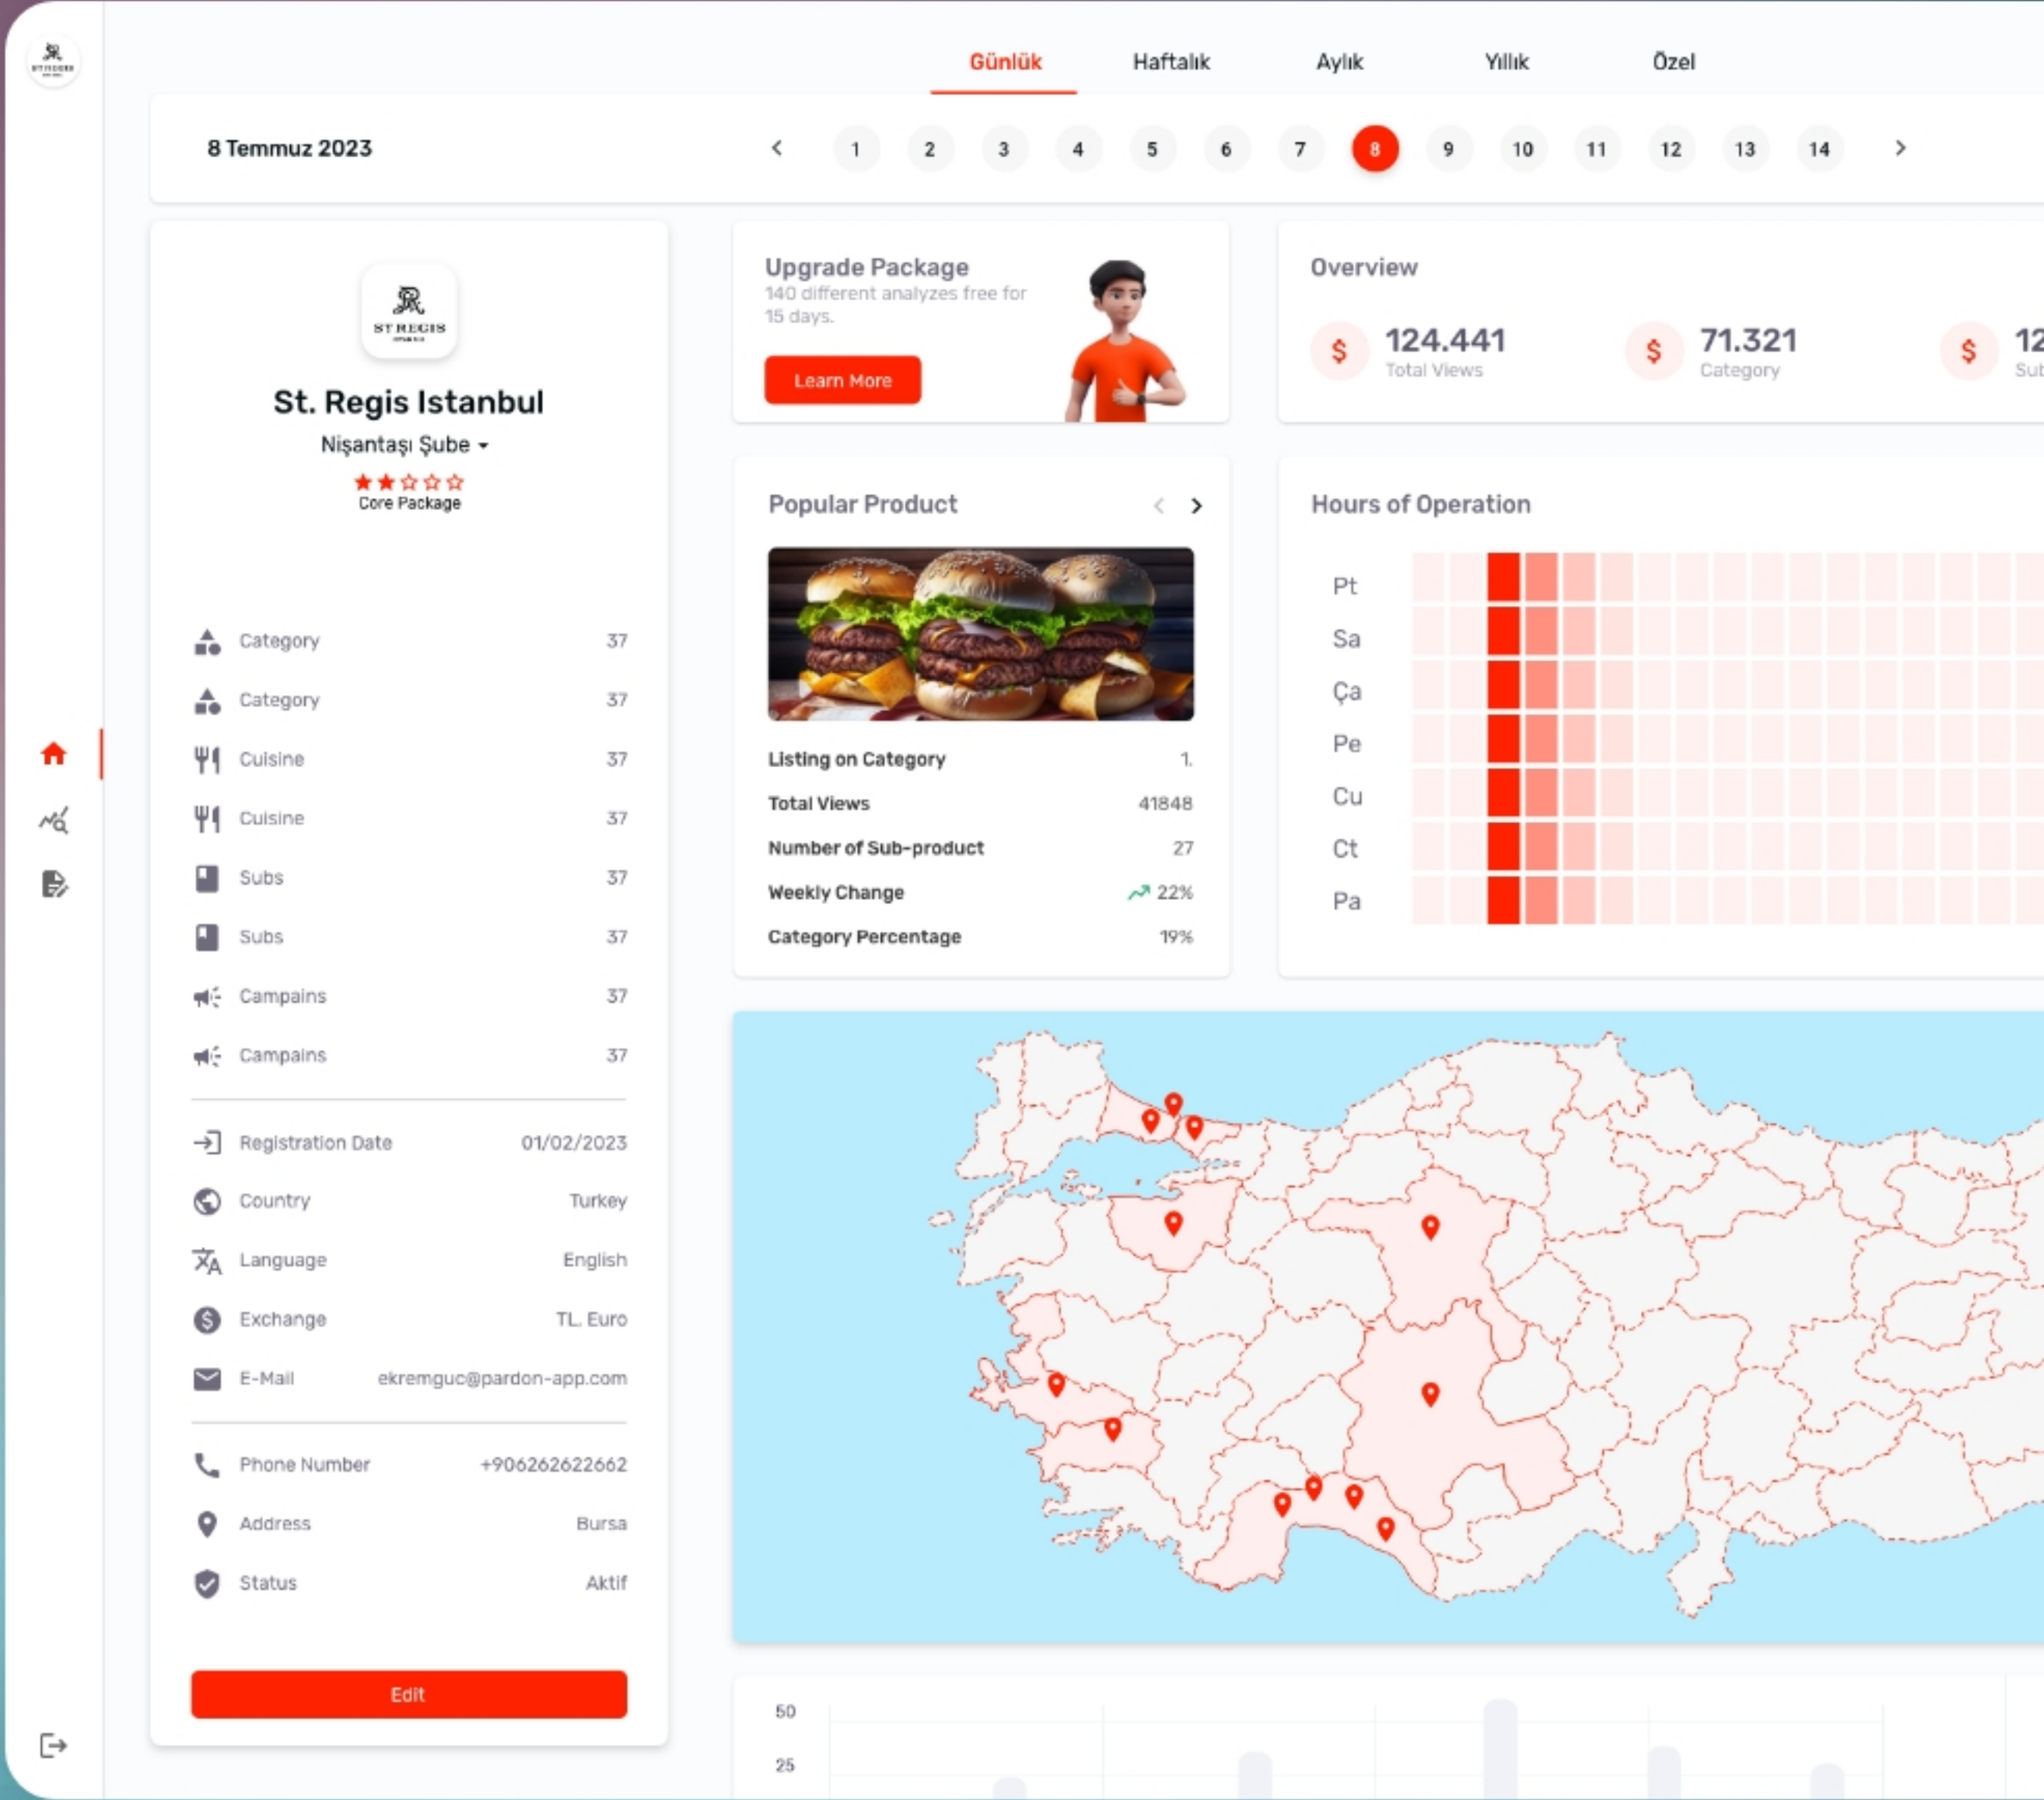 Günlük Haftalık Aylık Yıllık Özel
8 Temmuz 2023
1 2 3 4 5 6 7 8 9 10 11 12 13 14
ST REGIS
St. Regis Istanbul
Nişantaşı Şube
Core Package
Category 37
Category 37
Cuisine 37
Cuisine 37
Subs 37
Subs 37
Campains 37
Campains 37
Registration Date 01/02/2023
Country Turkey
Language English
Exchange TL. Euro
E-Mail ekremguc@pardon-app.com
Phone Number +906262622662
Address Bursa
Status Aktif
Edit
Upgrade Package
140 different analyzes free for
15 days.
Learn More
Overview
$ 124.441
Total Views
$ 71.321
Category
$ 12
Sub
Popular Product
Listing on Category 1.
Total Views 41848
Number of Sub-product 27
Weekly Change 22%
Category Percentage 19%
Hours of Operation
Pt
Sa
Ça
Pe
Cu
Ct
Pa
50
25